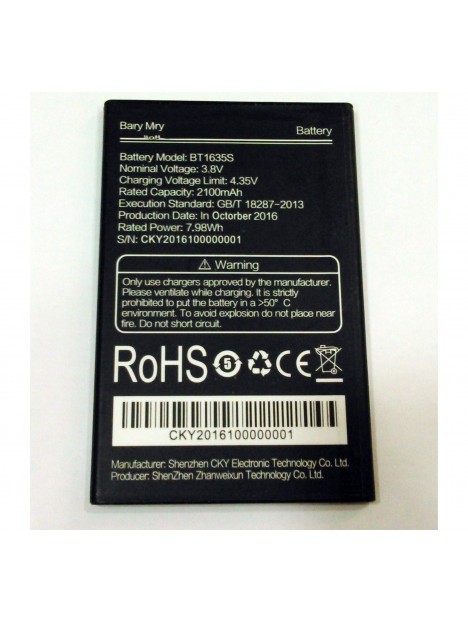 Bary Mry
Battery
Battery Model: BT1635S
Nominal Voltage: 3.8V
Charging Voltage Limit: 4.35V
Rated Capacity: 2100mAh
Execution Standard: GB/T 18287-2013
Production Date: In Octorber 2016
Rated Power: 7.98Wh
S/N: CKY2016100000001
⚠ Warning
Only use chargers approved by the manufacturer.
Please ventilate while charging. It is strictly
prohibited to put the battery in a >50° C
environment. To avoid explosion do not place near
fire. Do not short circuit.
RoHS 5 CE
CKY2016100000001
Manufacturer: Shenzhen CKY Electronic Technology Co. Ltd.
Producer: ShenZhen Zhanweixun Technology Co. Ltd.